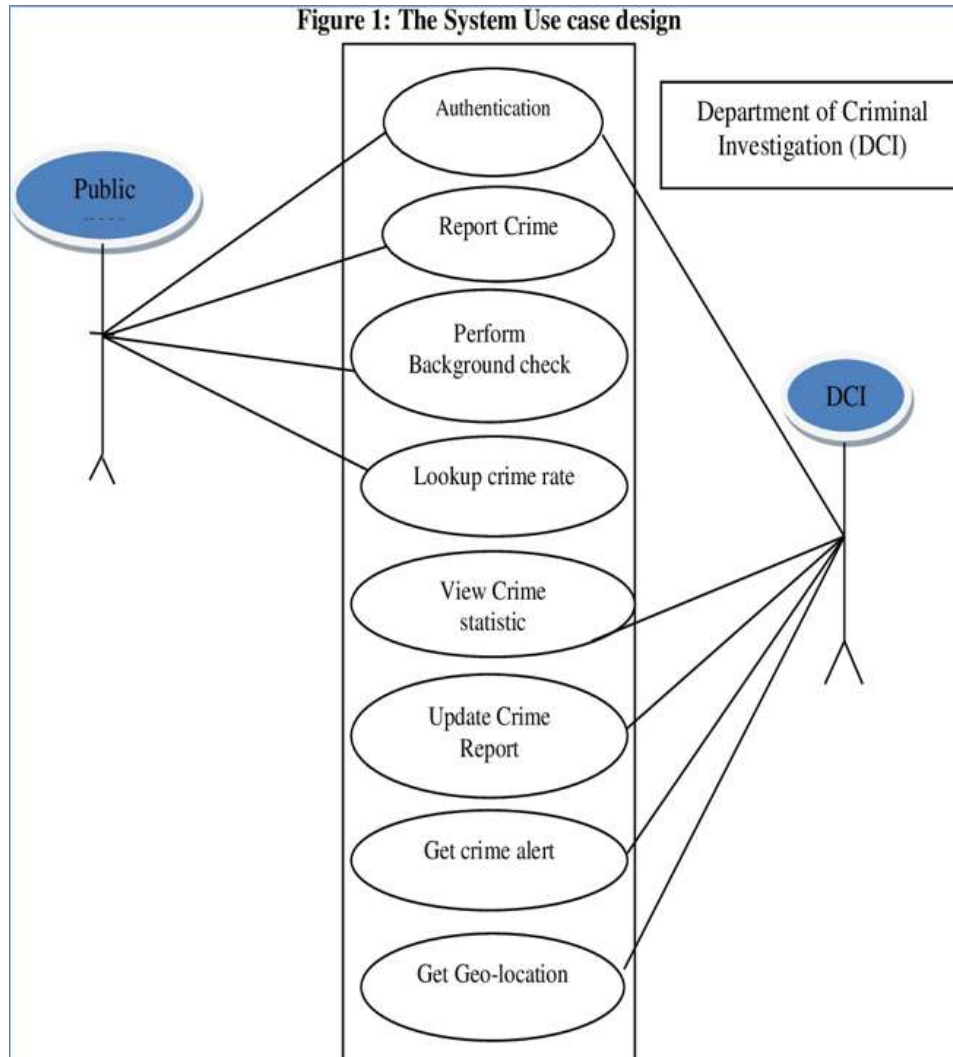 Figure 1: The System Use case design
Authentication
Department of Criminal
Investigation (DCI)
Public
Report Crime
Perform
Background check
DCI
Lookup crime rate
View Crime
statistic
Update Crime
Report
Get crime alert
Get Geo-location